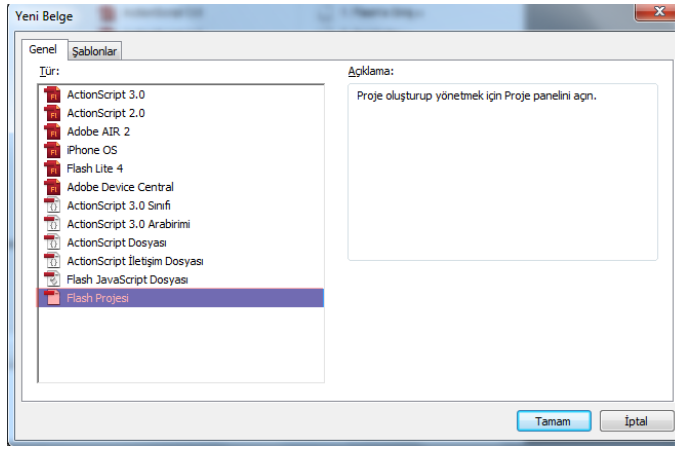 Yeni Belge
Genel
Şablonlar
Tür:
ActionScript 3.0
ActionScript 2.0
Adobe AIR 2
iPhone OS
Flash Lite 4
Adobe Device Central
ActionScript 3.0 Sınıfı
ActionScript 3.0 Arabirimi
ActionScript Dosyası
ActionScript İletişim Dosyası
Flash JavaScript Dosyası
Flash Projesi
Açıklama:
Proje oluşturup yönetmek için Proje panelini açın.
Tamam
İptal